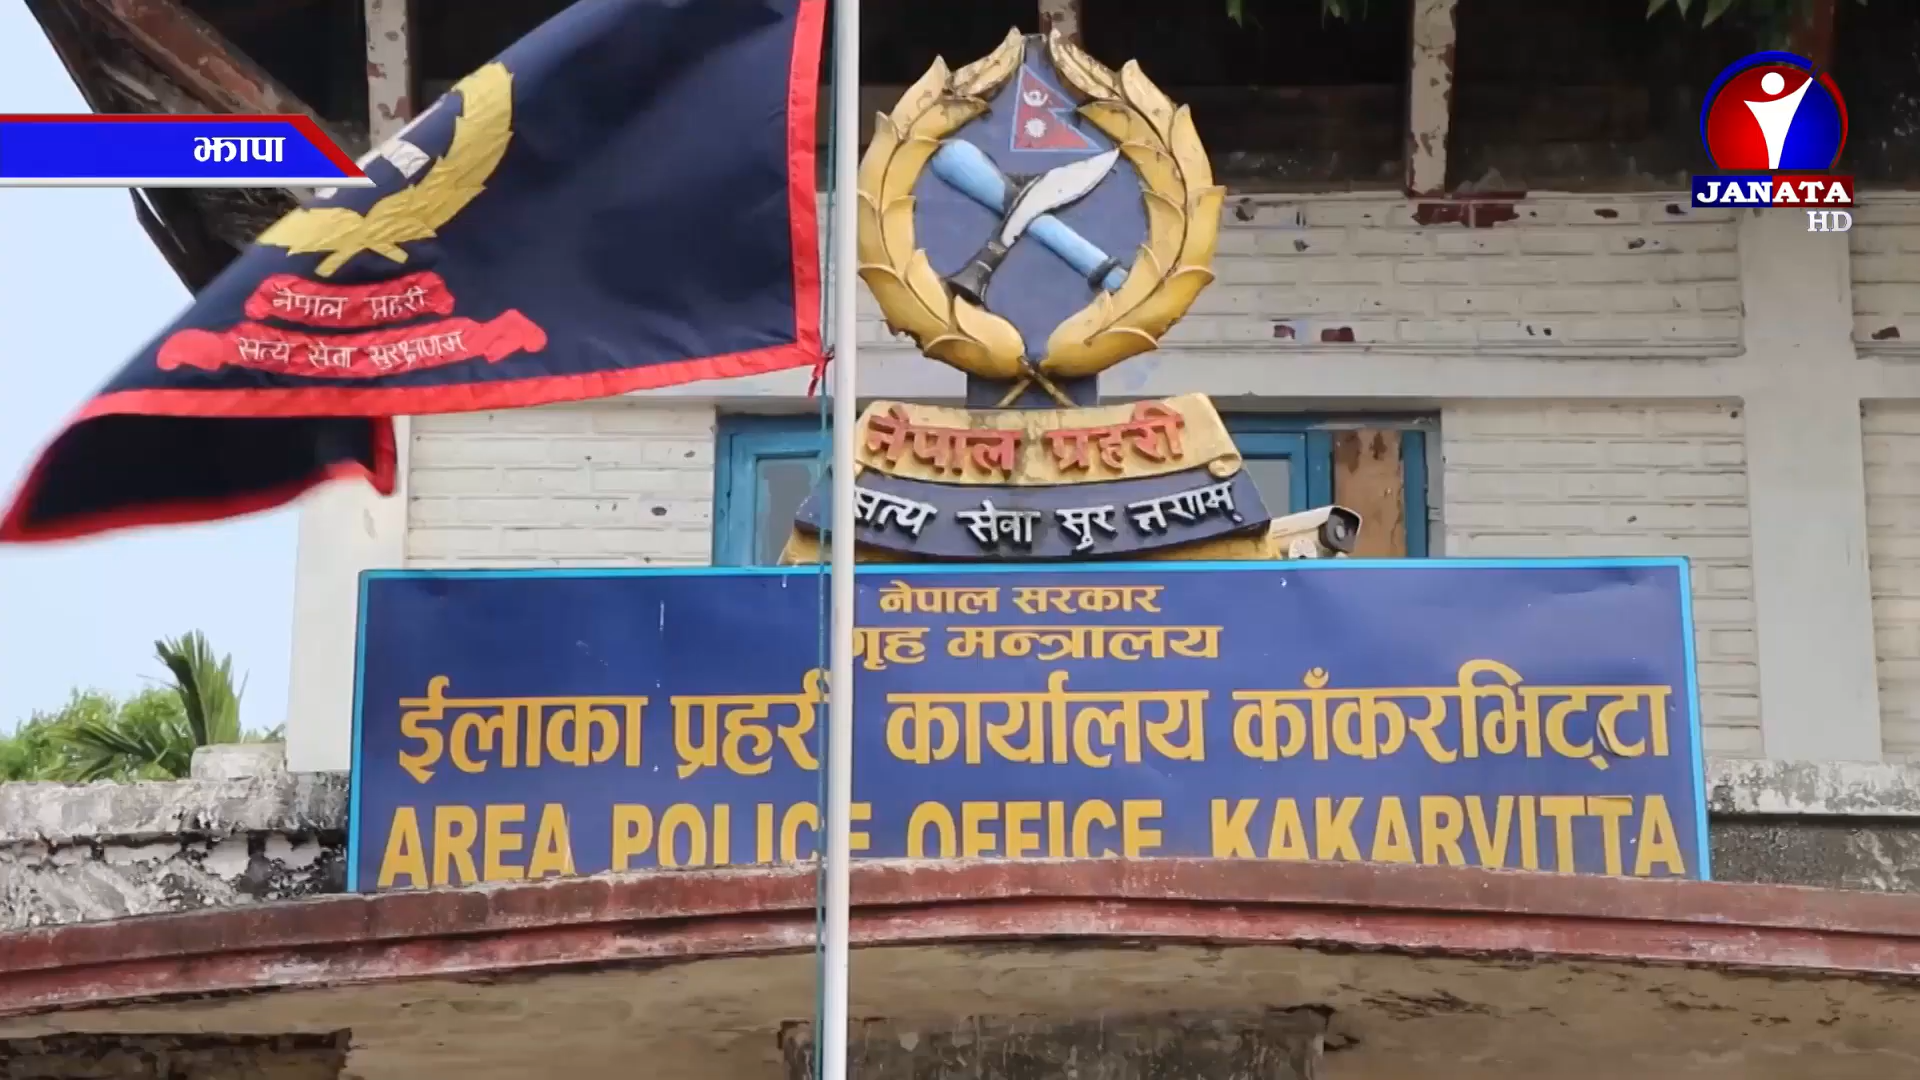 झापा
JANATA
HD
नेपाल प्रहरी
सत्य सेवा सुरक्षणम
नेपाल प्रहरी
सत्य सेवा सुरक्षणम्
नेपाल सरकार
गृह मन्त्रालय
ईलाका प्रहरी कार्यालय काँकरभिट्टा
AREA POLICE OFFICE KAKARVITTA